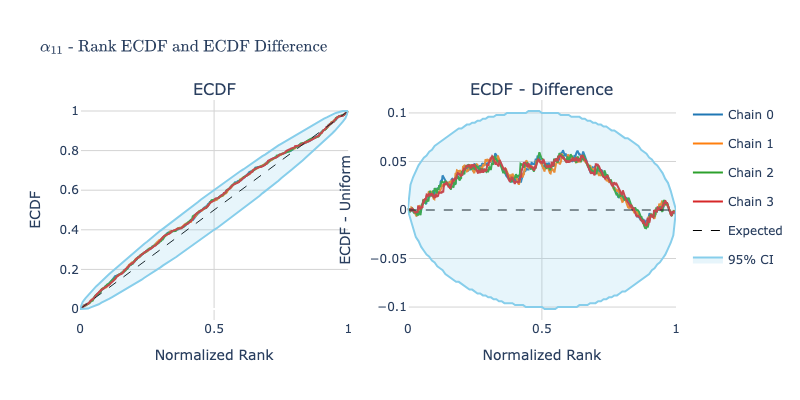 α₁₁ - Rank ECDF and ECDF Difference
ECDF
ECDF - Difference
ECDF
1
0.8
0.6
0.4
0.2
0
0
0.5
1
Normalized Rank
ECDF - Uniform
0.1
0.05
0
−0.05
−0.1
0
0.5
1
Normalized Rank
Chain 0
Chain 1
Chain 2
Chain 3
Expected
95% CI